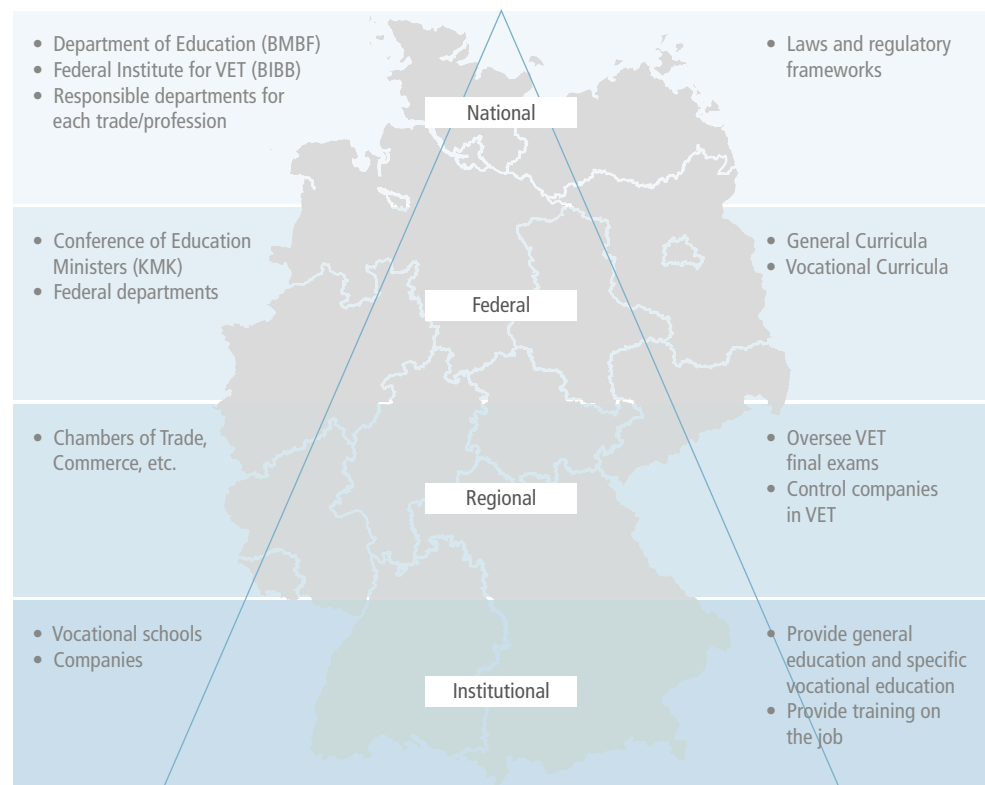 • Department of Education (BMBF)
• Federal Institute for VET (BIBB)
• Responsible departments for
each trade/profession
National
• Laws and regulatory
frameworks
• Conference of Education
Ministers (KMK)
• Federal departments
Federal
• General Curricula
• Vocational Curricula
• Chambers of Trade,
Commerce, etc.
Regional
• Oversee VET
final exams
• Control companies
in VET
• Vocational schools
• Companies
Institutional
• Provide general
education and specific
vocational education
• Provide training on
the job